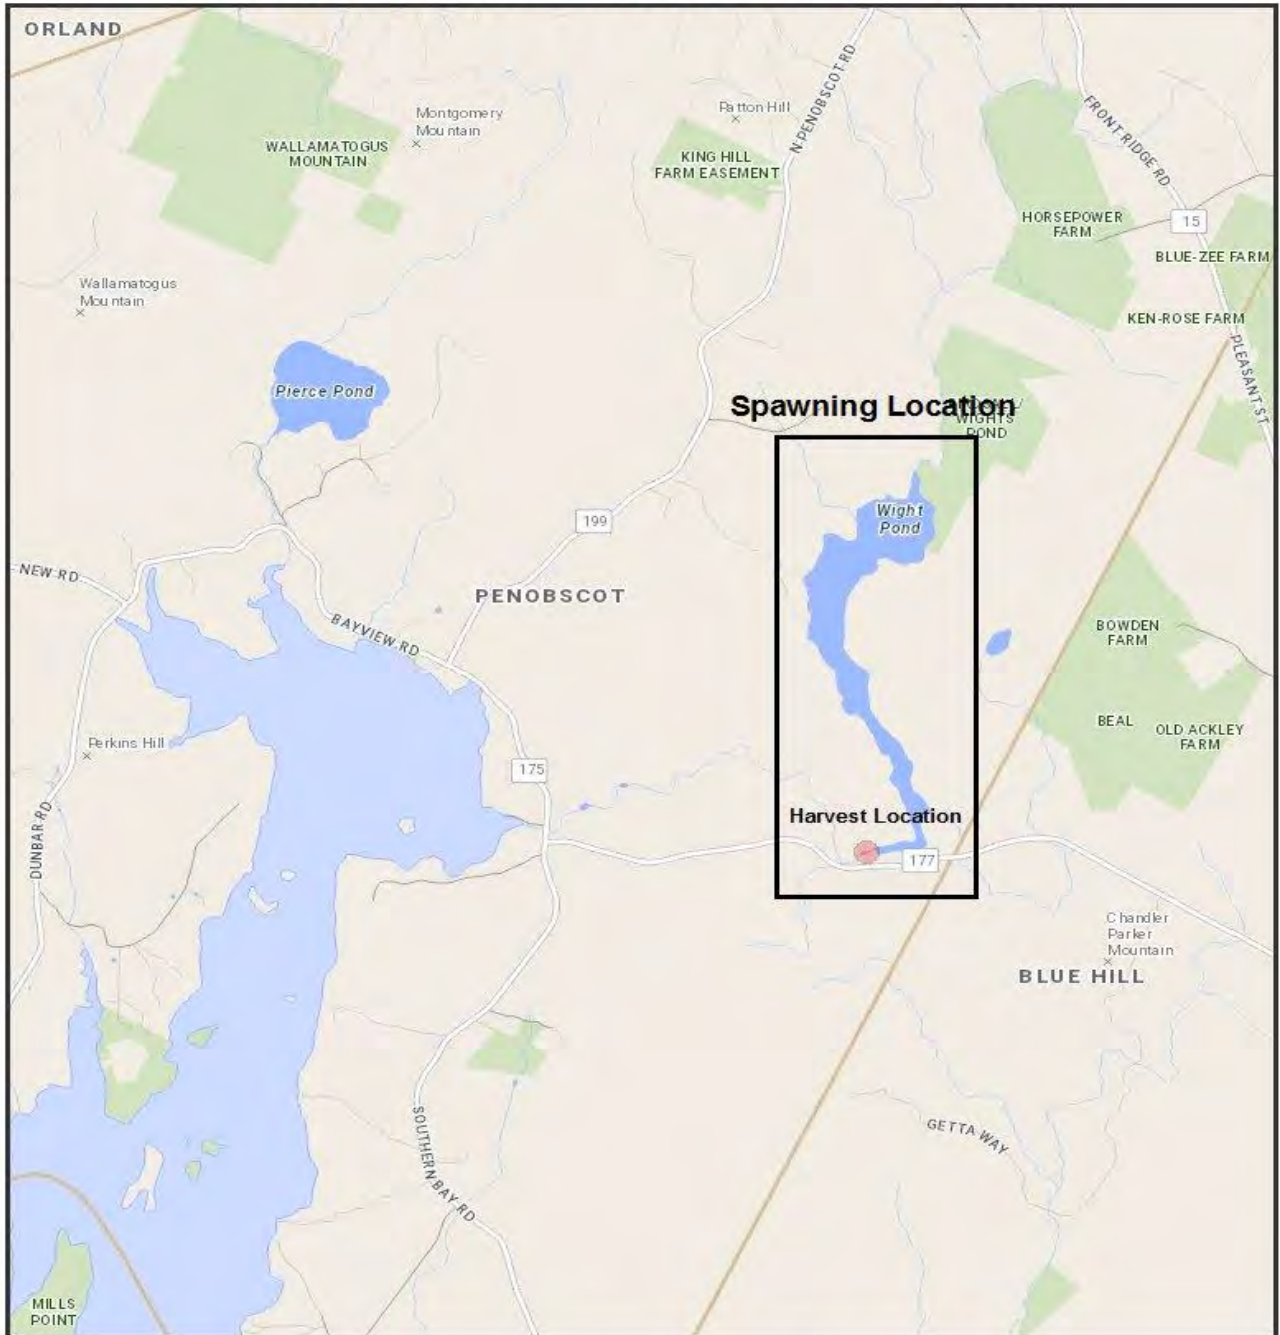 ORLAND
Montgomery
Mountain
Patton Hill
N PENOBSCOT RD
FRONT RIDGE RD
WALLAMATOGUS
MOUNTAIN
KING HILL
FARM EASEMENT
HORSEPOWER
FARM
15
BLUE-ZEE FARM
Wallamatogus
Mountain
KEN-ROSE FARM
PLEASANT ST
Pierce Pond
Spawning Location
WIGHTS
POND
Wight
Pond
199
NEW RD
PENOBSCOT
BAYVIEW RD
BOWDEN
FARM
BEAL
OLD ACKLEY
FARM
Perkins Hill
175
DUNBAR RD
Harvest Location
177
Chandler
Parker
Mountain
BLUE HILL
SOUTHERN BAY RD
GETTA WAY
MILLS
POINT